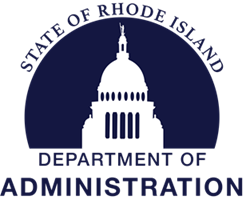 STATE OF RHODE ISLAND
DEPARTMENT OF
ADMINISTRATION